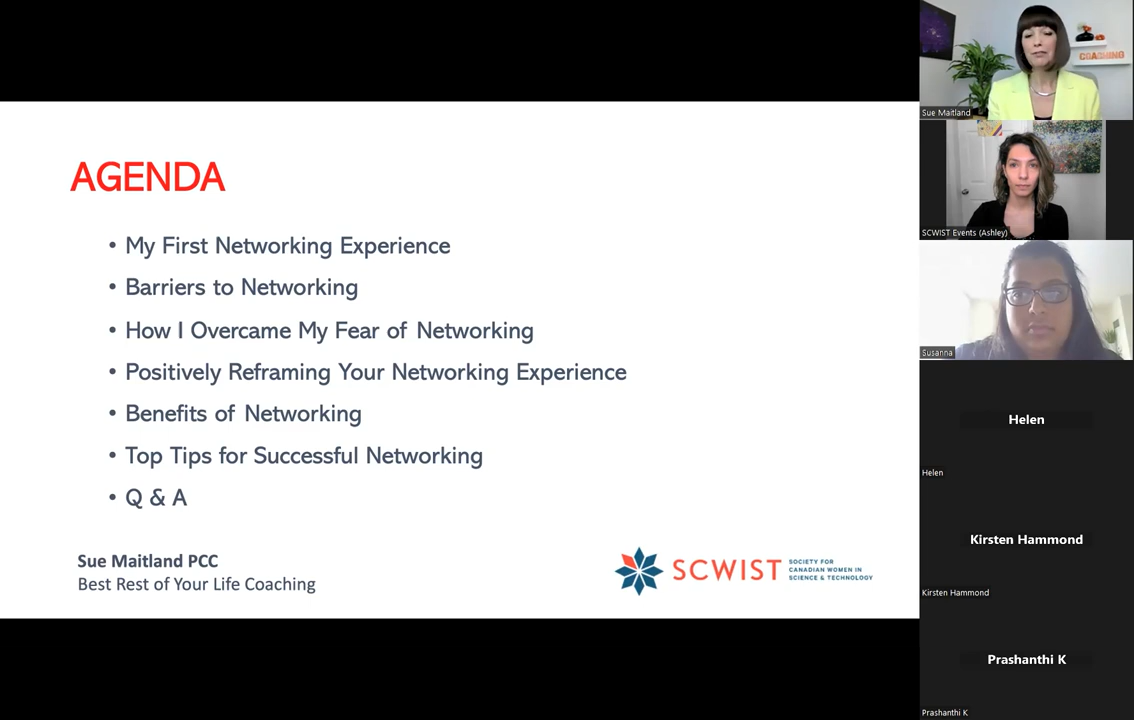 AGENDA
• My First Networking Experience
• Barriers to Networking
• How I Overcame My Fear of Networking
• Positively Reframing Your Networking Experience
• Benefits of Networking
• Top Tips for Successful Networking
• Q & A
Sue Maitland PCC
Best Rest of Your Life Coaching
SCWIST
SOCIETY FOR
CANADIAN WOMEN IN
SCIENCE & TECHNOLOGY
COACHING
Sue Maitland
SCWIST Events (Ashley)
Susanna
Helen
Helen
Kirsten Hammond
Kirsten Hammond
Prashanthi K
Prashanthi K